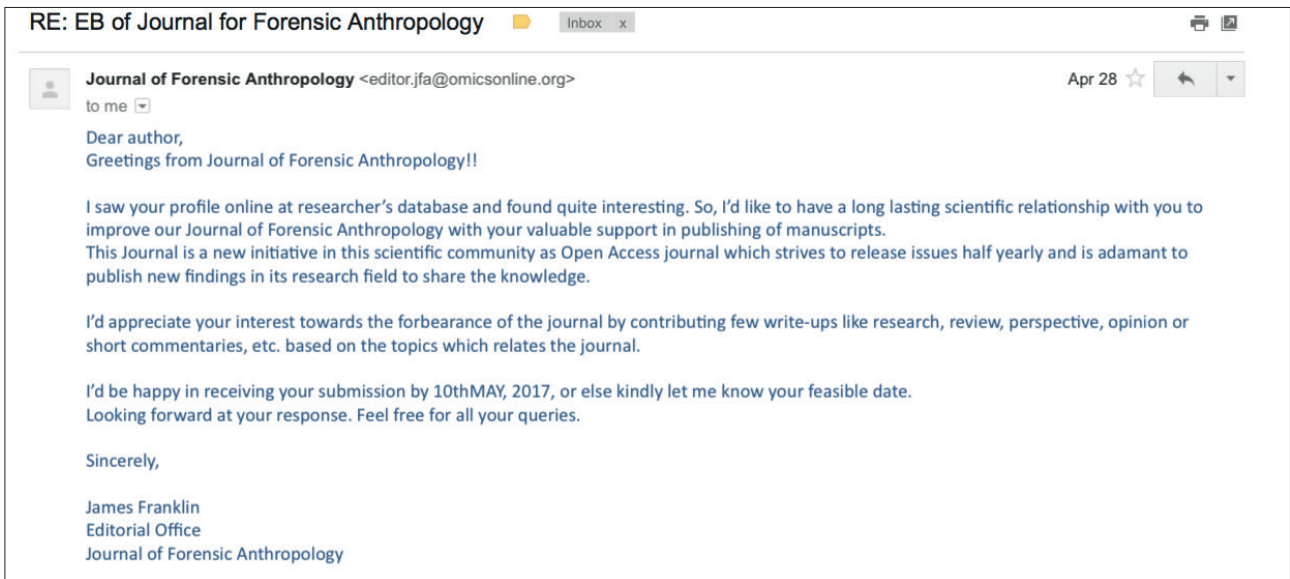 RE: EB of Journal for Forensic Anthropology
Inbox x
Journal of Forensic Anthropology <editor.jfa@omicsonline.org>
Apr 28
to me
Dear author,
Greetings from Journal of Forensic Anthropology!!
I saw your profile online at researcher's database and found quite interesting. So, I'd like to have a long lasting scientific relationship with you to
improve our Journal of Forensic Anthropology with your valuable support in publishing of manuscripts.
This Journal is a new initiative in this scientific community as Open Access journal which strives to release issues half yearly and is adamant to
publish new findings in its research field to share the knowledge.
I'd appreciate your interest towards the forbearance of the journal by contributing few write-ups like research, review, perspective, opinion or
short commentaries, etc. based on the topics which relates the journal.
I'd be happy in receiving your submission by 10thMAY, 2017, or else kindly let me know your feasible date.
Looking forward at your response. Feel free for all your queries.
Sincerely,
James Franklin
Editorial Office
Journal of Forensic Anthropology